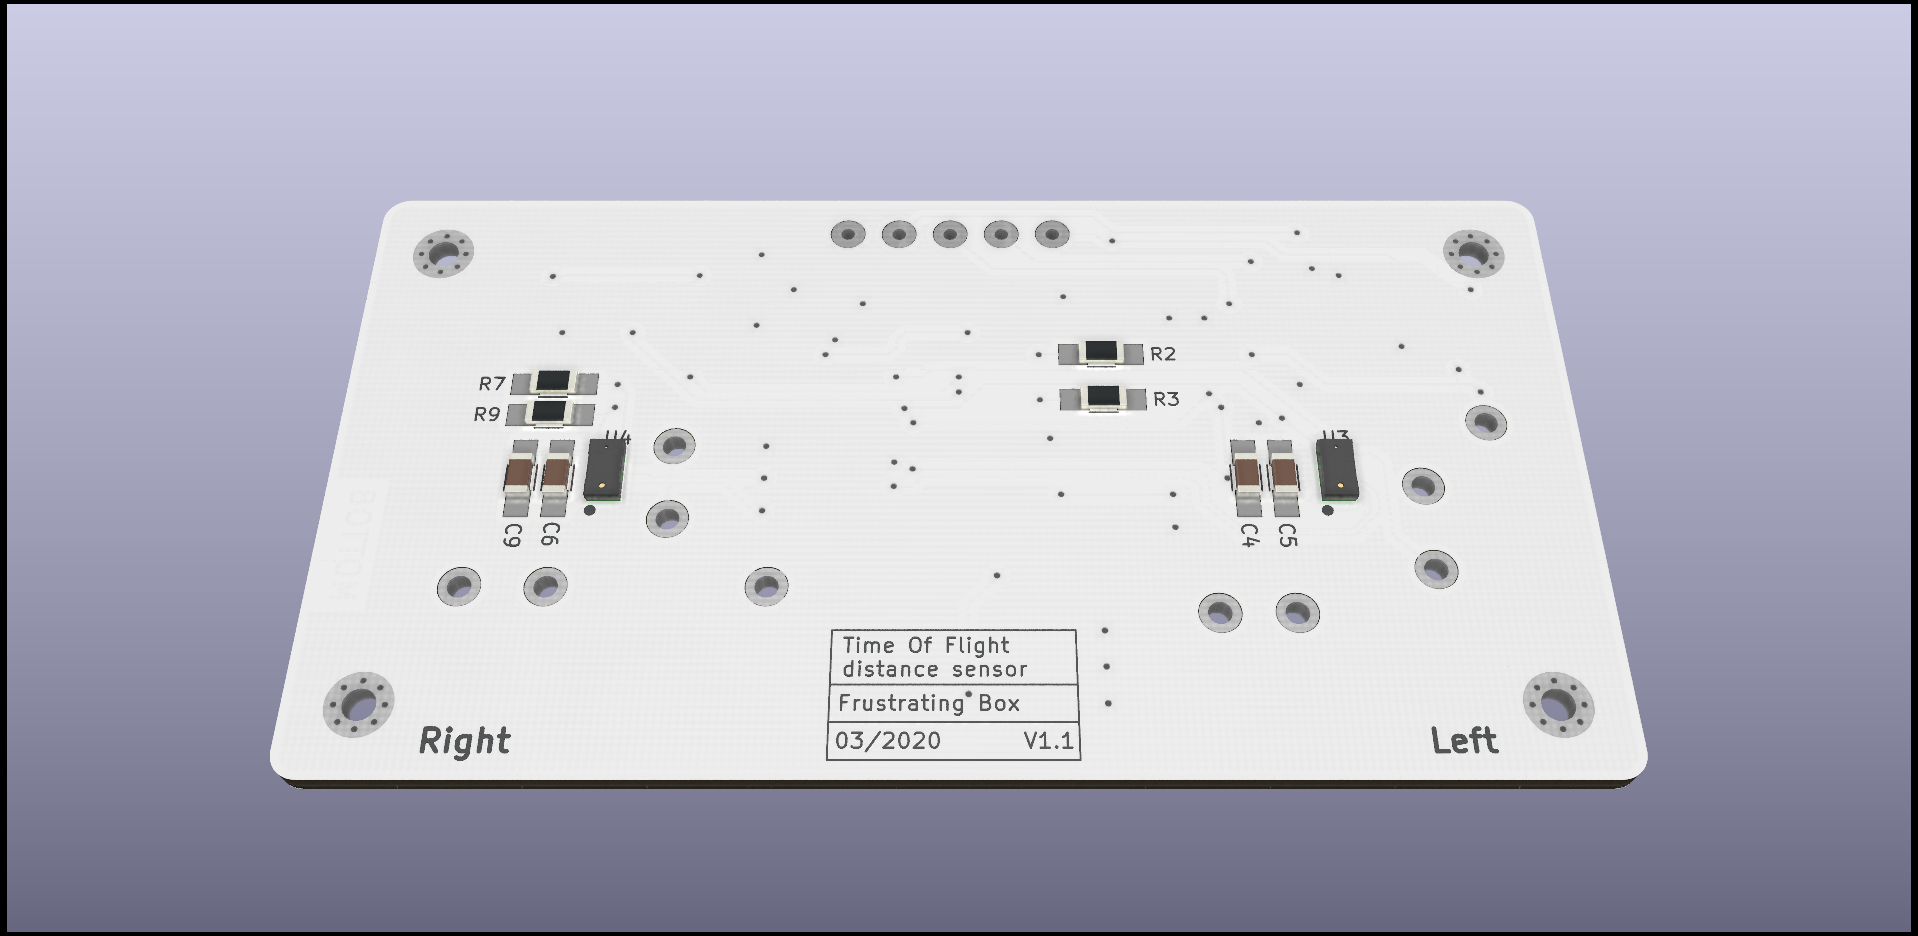 R2
R7
R3
R9
U4
U3
C9
C6
C4
C5
BOTTOM
Time Of Flight
distance sensor
Frustrating Box
03/2020 V1.1
Right
Left